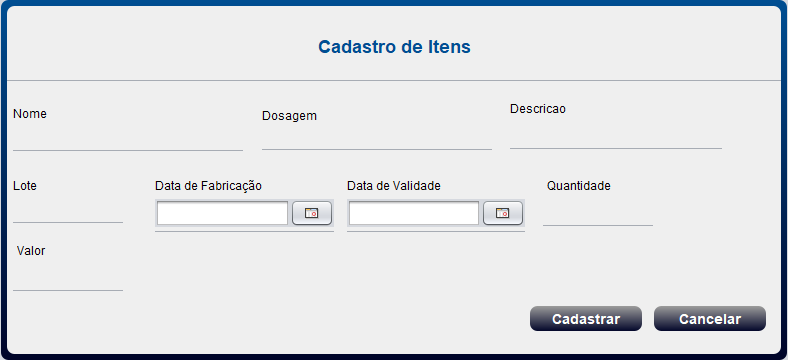 Cadastro de Itens
Nome
Dosagem
Descricao
Lote
Data de Fabricação
Data de Validade
Quantidade
Valor
Cadastrar
Cancelar